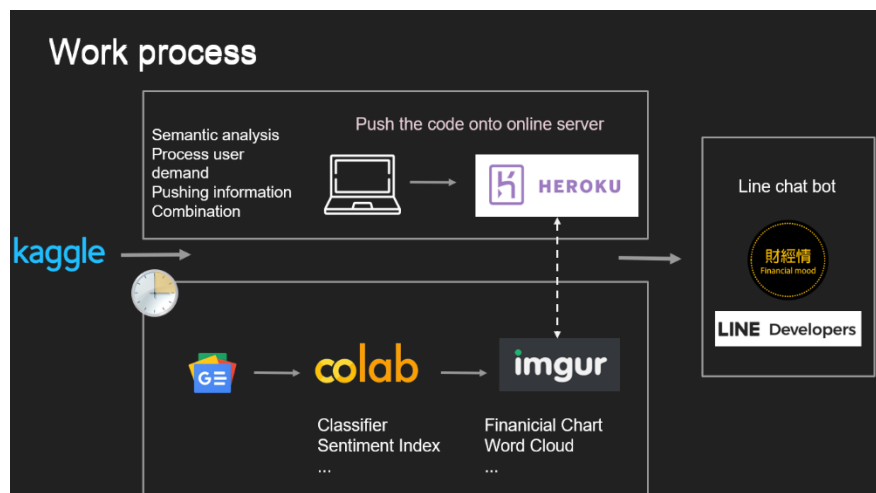 Work process
Semantic analysis
Process user
demand
Pushing information
Combination
Push the code onto online server
HEROKU
kaggle
Line chat bot
財經情
Financial mood
LINE Developers
GE
colab
imgur
Classifier
Sentiment Index
...
Finanicial Chart
Word Cloud
...